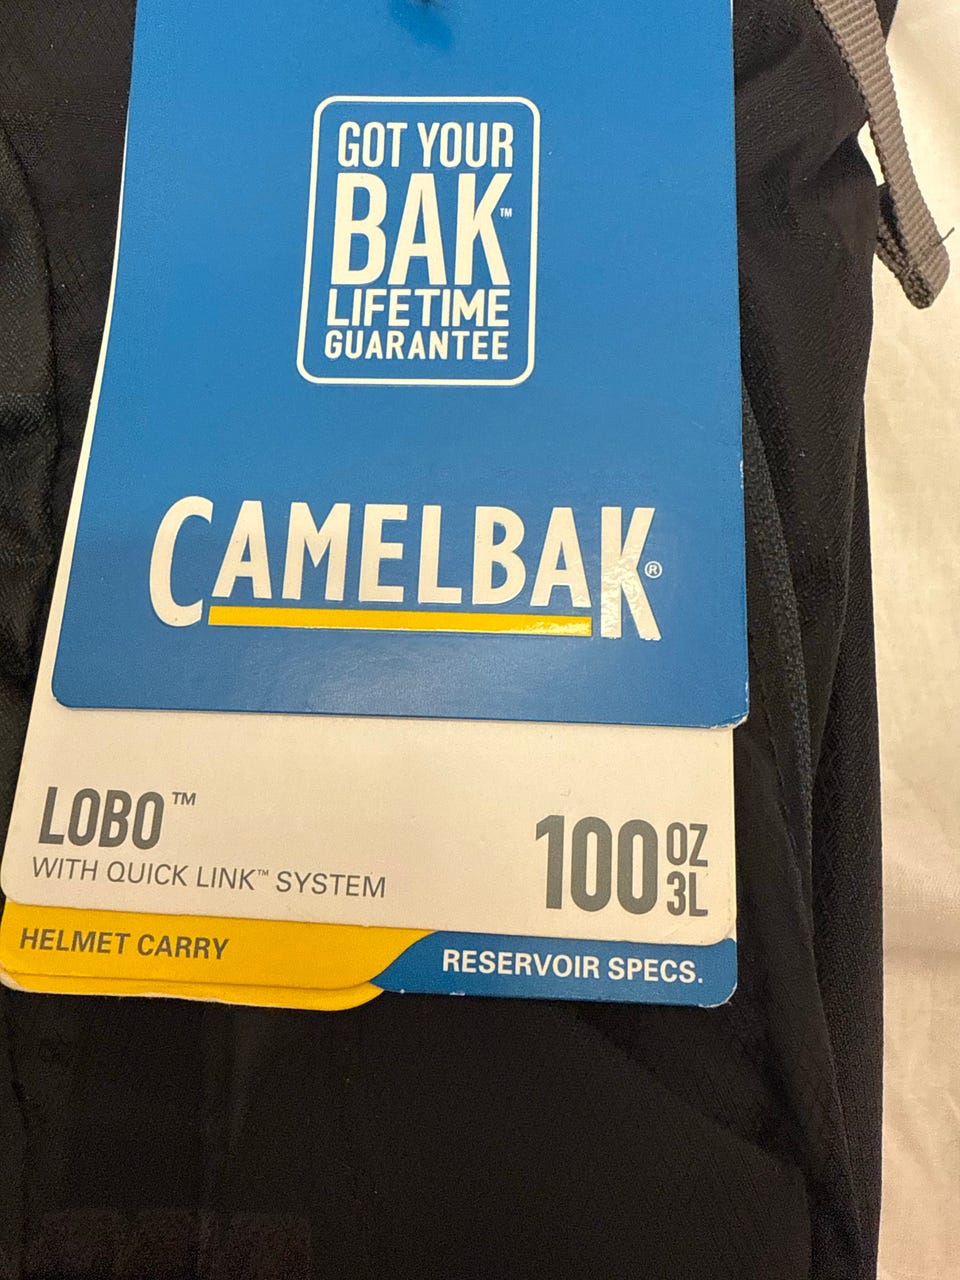 GOT YOUR
BAK™
LIFETIME
GUARANTEE
CAMELBAK®
LOBO™
WITH QUICK LINK™ SYSTEM
100 OZ
3L
HELMET CARRY
RESERVOIR SPECS.